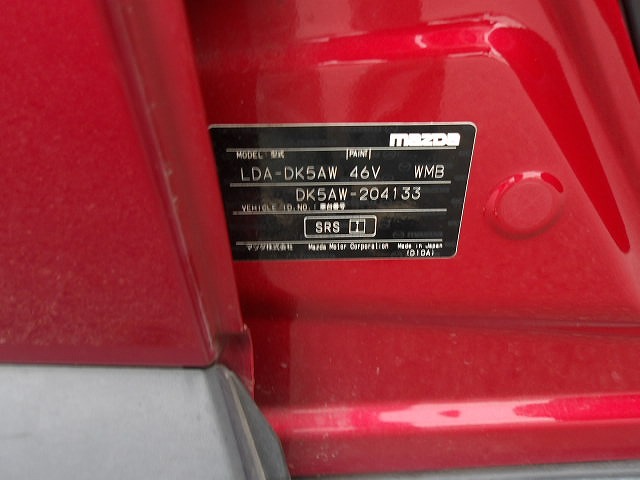 mazda
MODEL 型式 PAINT
LDA-DK5AW 46V WMB
DK5AW-204133
VEHICLE ID.NO. 車台番号
SRS I
マツダ株式会社 Mazda Motor Corporation Made in Japan
(D10A)